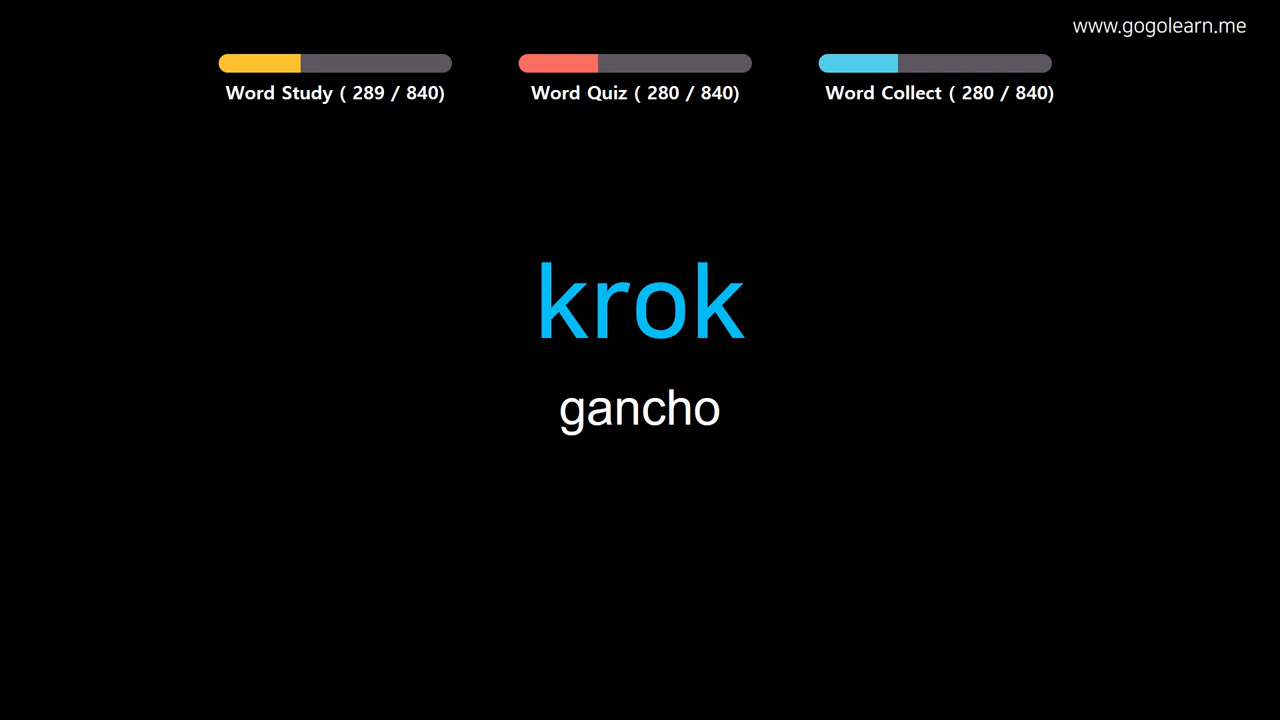 www.gogolearn.me
Word Study ( 289 / 840)
Word Quiz ( 280 / 840)
Word Collect ( 280 / 840)
krok
gancho